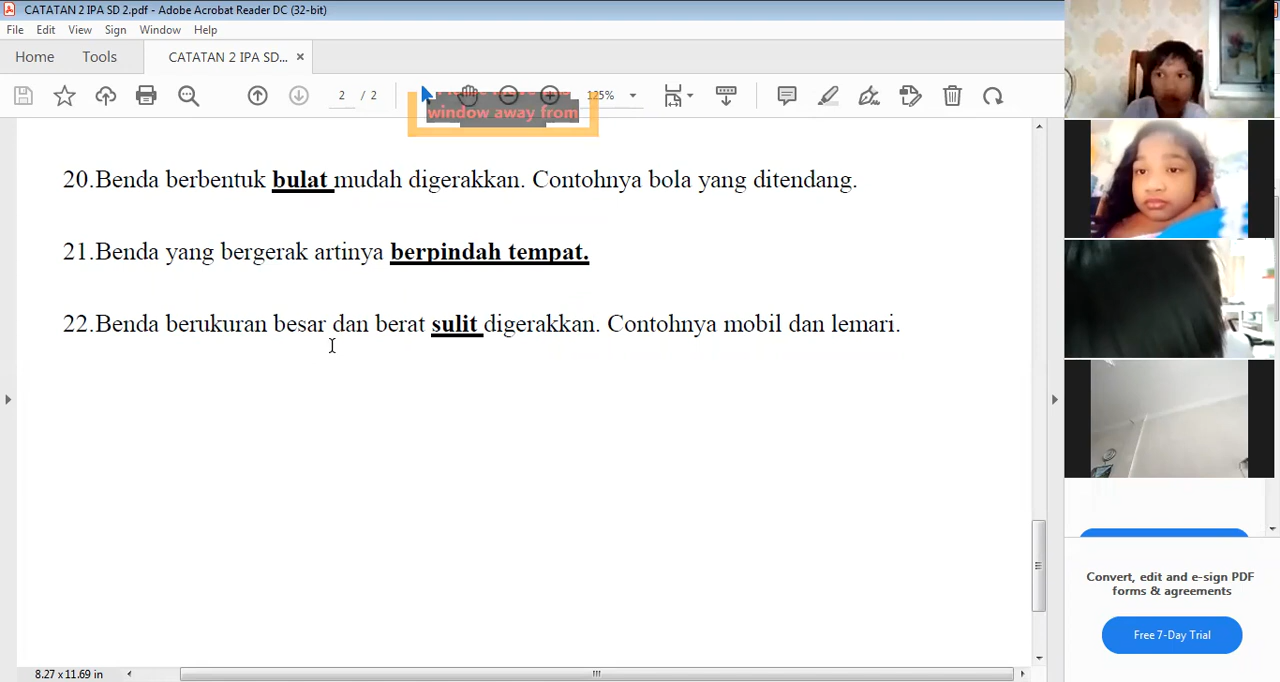 CATATAN 2 IPA SD 2.pdf - Adobe Acrobat Reader DC (32-bit)
File Edit View Sign Window Help
Home Tools CATATAN 2 IPA SD... ×
2 / 2 125%
window away from
20.Benda berbentuk bulat mudah digerakkan. Contohnya bola yang ditendang.
21.Benda yang bergerak artinya berpindah tempat.
22.Benda berukuran besar dan berat sulit digerakkan. Contohnya mobil dan lemari.
Convert, edit and e-sign PDF
forms & agreements
Free 7-Day Trial
8.27 x 11.69 in